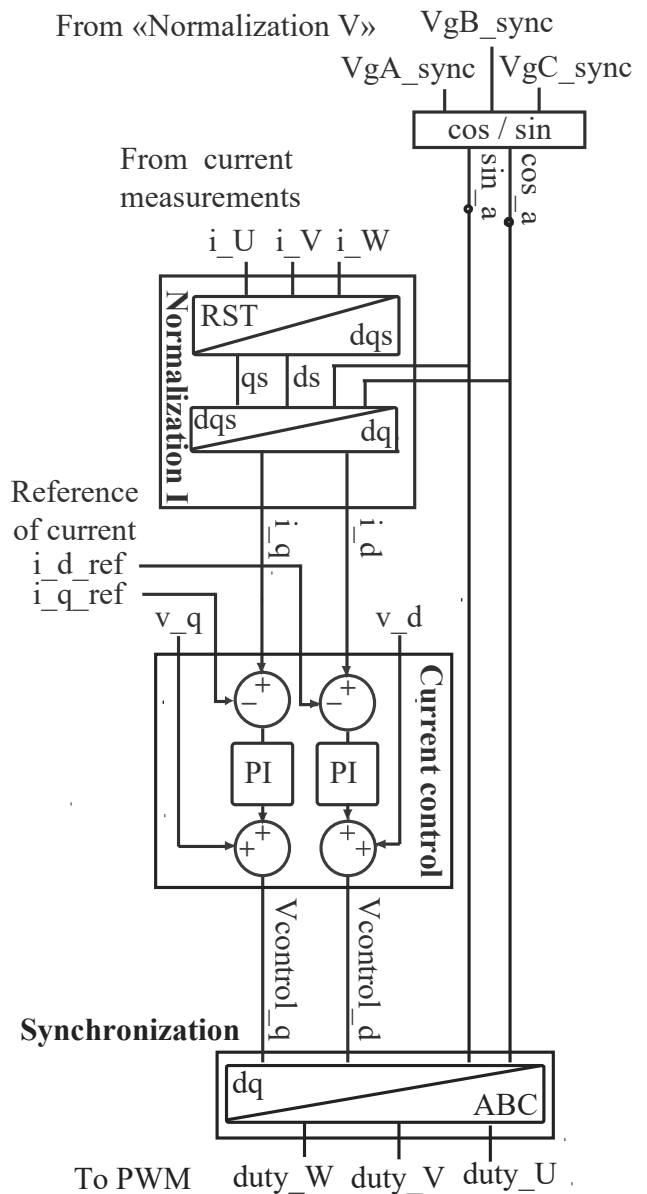 From «Normalization V»
VgB_sync
VgA_sync
VgC_sync
cos / sin
sin_a
cos_a
From current
measurements
i_U
i_V
i_W
Normalization I
RST
dqs
qs
ds
dqs
dq
Reference
of current
i_q
i_d
i_d_ref
i_q_ref
v_q
v_d
Current control
+
−
+
−
PI
PI
+
+
+
+
Vcontrol_q
Vcontrol_d
Synchronization
dq
ABC
To PWM
duty_W
duty_V
duty_U